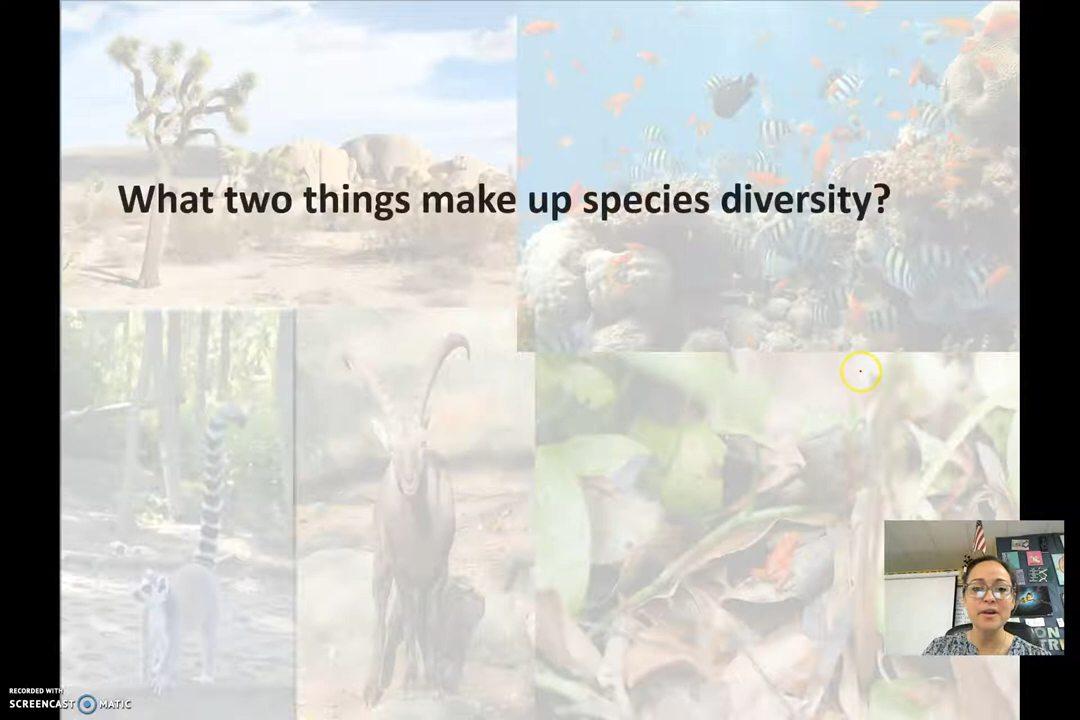 What two things make up species diversity?
RECORDED WITH
SCREENCAST MATIC